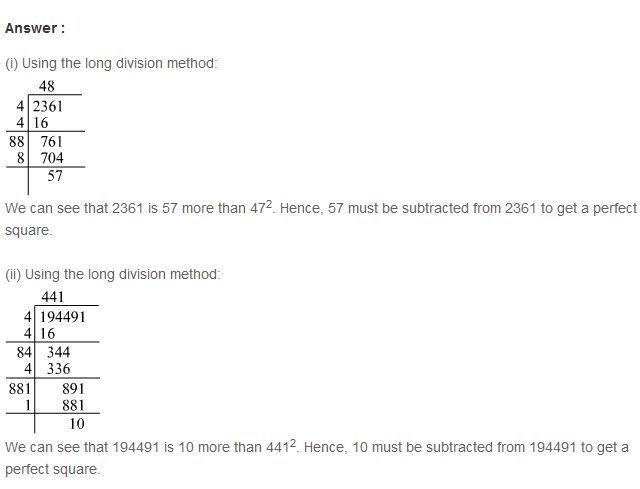 Answer :
(i) Using the long division method:
48
4 2361
4 16
88 761
8 704
57
We can see that 2361 is 57 more than 47². Hence, 57 must be subtracted from 2361 to get a perfect
square.
(ii) Using the long division method:
441
4 194491
4 16
84 344
4 336
881 891
1 881
10
We can see that 194491 is 10 more than 441². Hence, 10 must be subtracted from 194491 to get a
perfect square.